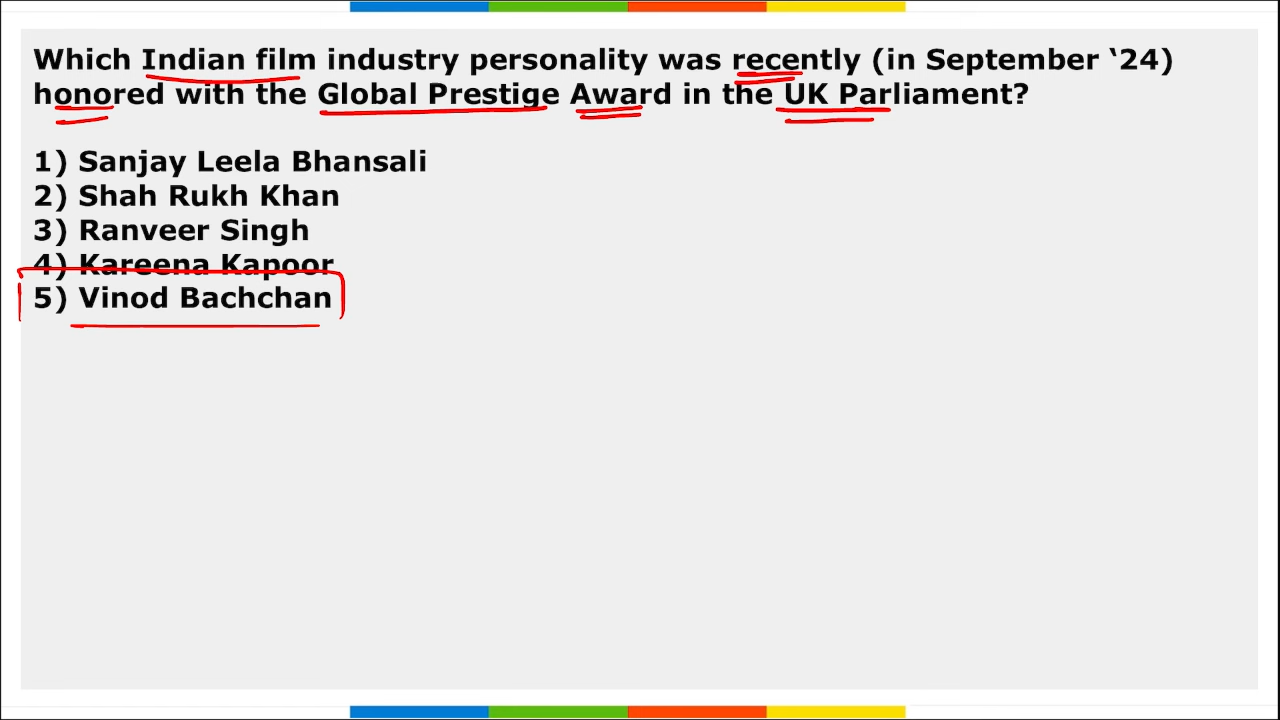 Which Indian film industry personality was recently (in September ‘24)
honored with the Global Prestige Award in the UK Parliament?
1) Sanjay Leela Bhansali
2) Shah Rukh Khan
3) Ranveer Singh
4) Kareena Kapoor
5) Vinod Bachchan